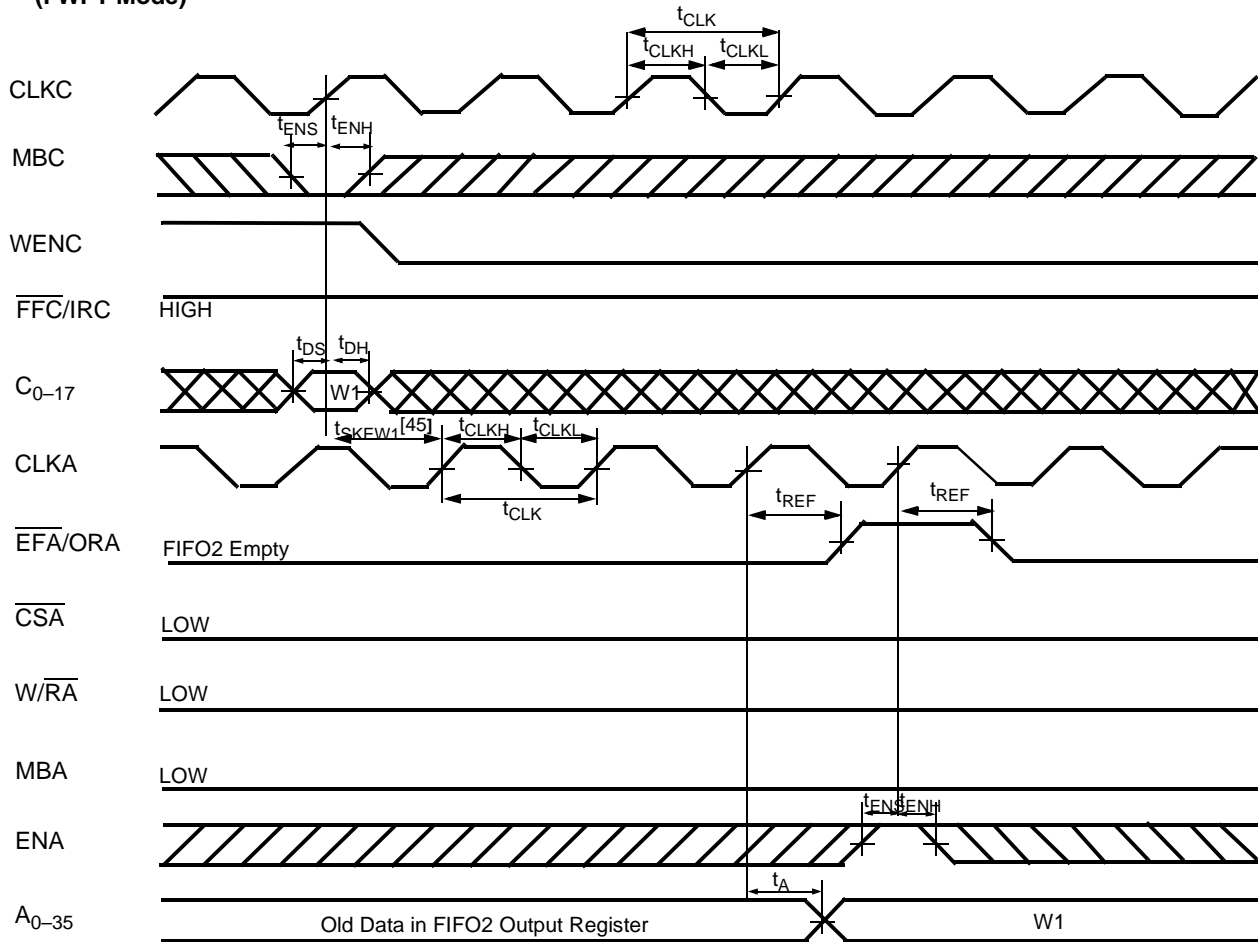 (FWFT Mode)
tCLK
tCLKH tCLKL
CLKC
tENS tENH
MBC
WENC
FFC/IRC HIGH
tDS tDH
C0–17 W1
tSKEW1[45] tCLKH tCLKL
CLKA
tCLK tREF tREF
EFA/ORA FIFO2 Empty
CSA LOW
W/RA LOW
MBA LOW
tENS tENH
ENA
tA
A0–35 Old Data in FIFO2 Output Register W1